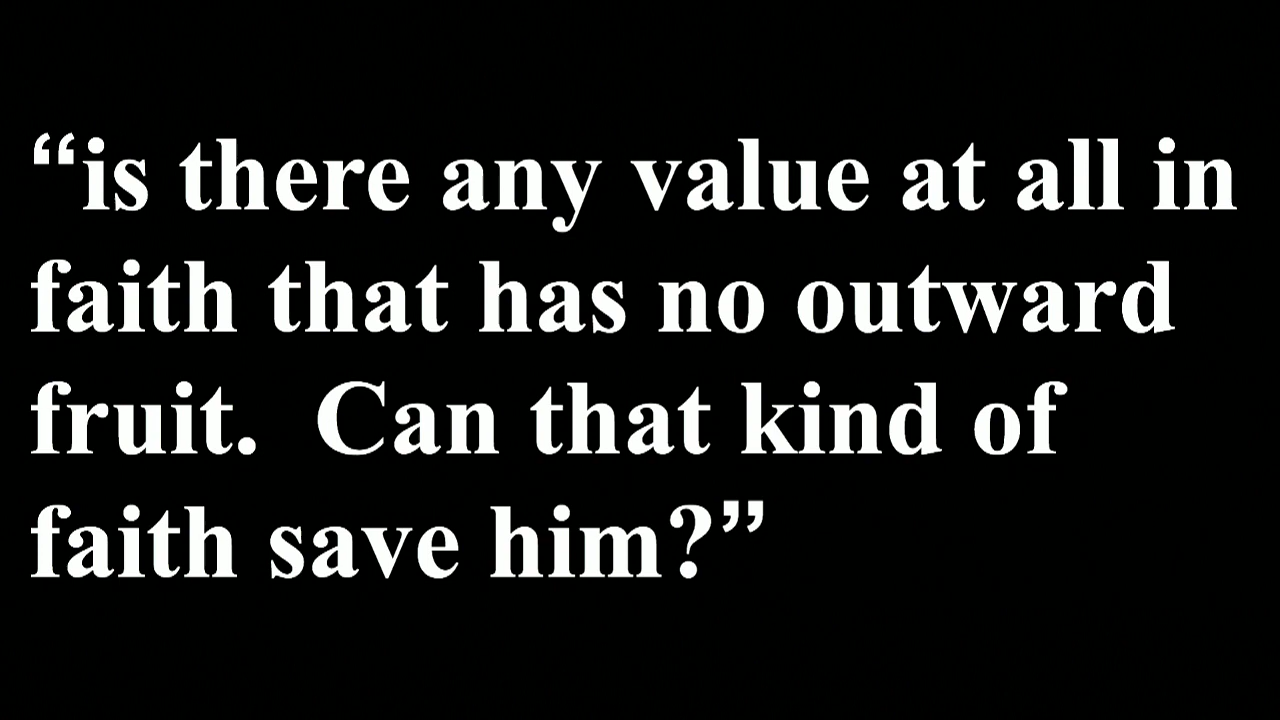 “is there any value at all in
faith that has no outward
fruit.  Can that kind of
faith save him?”